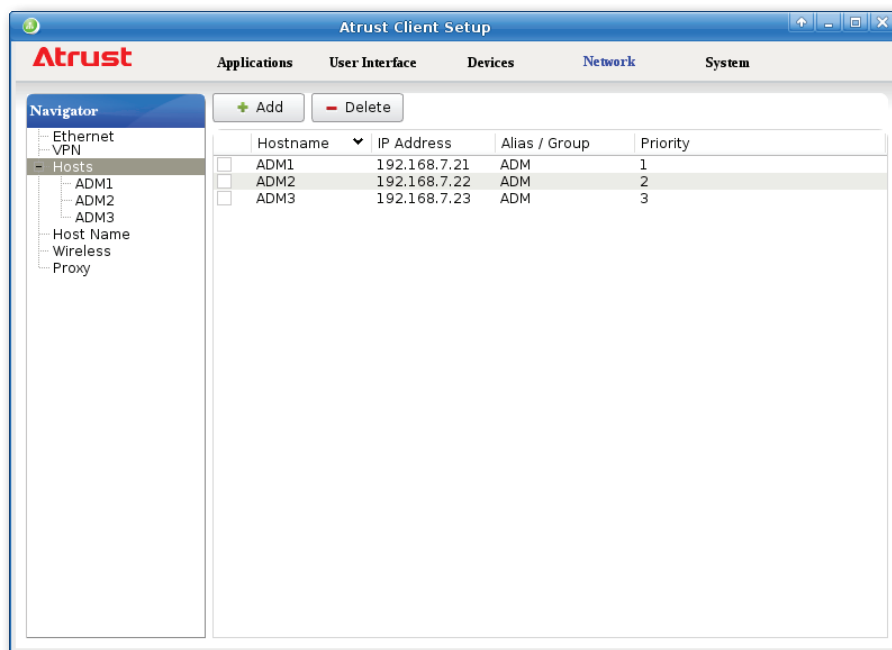 Atrust Client Setup
Atrust
Applications User Interface Devices Network System
Navigator
Ethernet
VPN
Hosts
ADM1
ADM2
ADM3
Host Name
Wireless
Proxy
Add Delete
Hostname IP Address Alias / Group Priority
ADM1 192.168.7.21 ADM 1
ADM2 192.168.7.22 ADM 2
ADM3 192.168.7.23 ADM 3